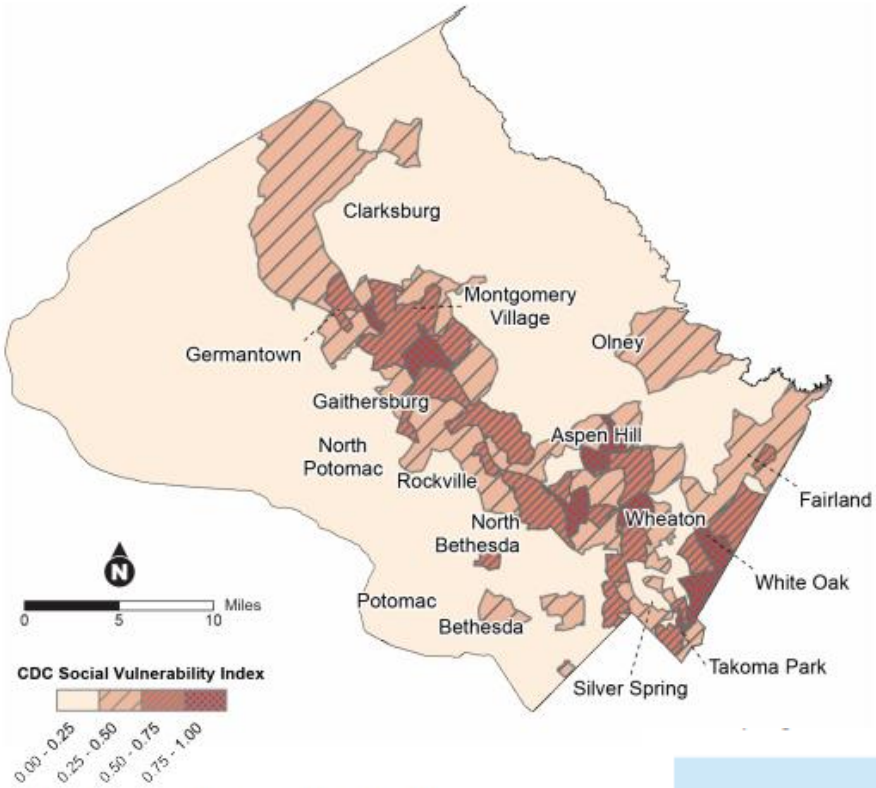 Clarksburg
Montgomery
Village
Germantown
Olney
Gaithersburg
Aspen Hill
North
Potomac
Rockville
Fairland
North
Bethesda
Wheaton
N
White Oak
0 5 10 Miles
Potomac
Bethesda
Takoma Park
Silver Spring
CDC Social Vulnerability Index
0.00 - 0.25
0.25 - 0.50
0.50 - 0.75
0.75 - 1.00